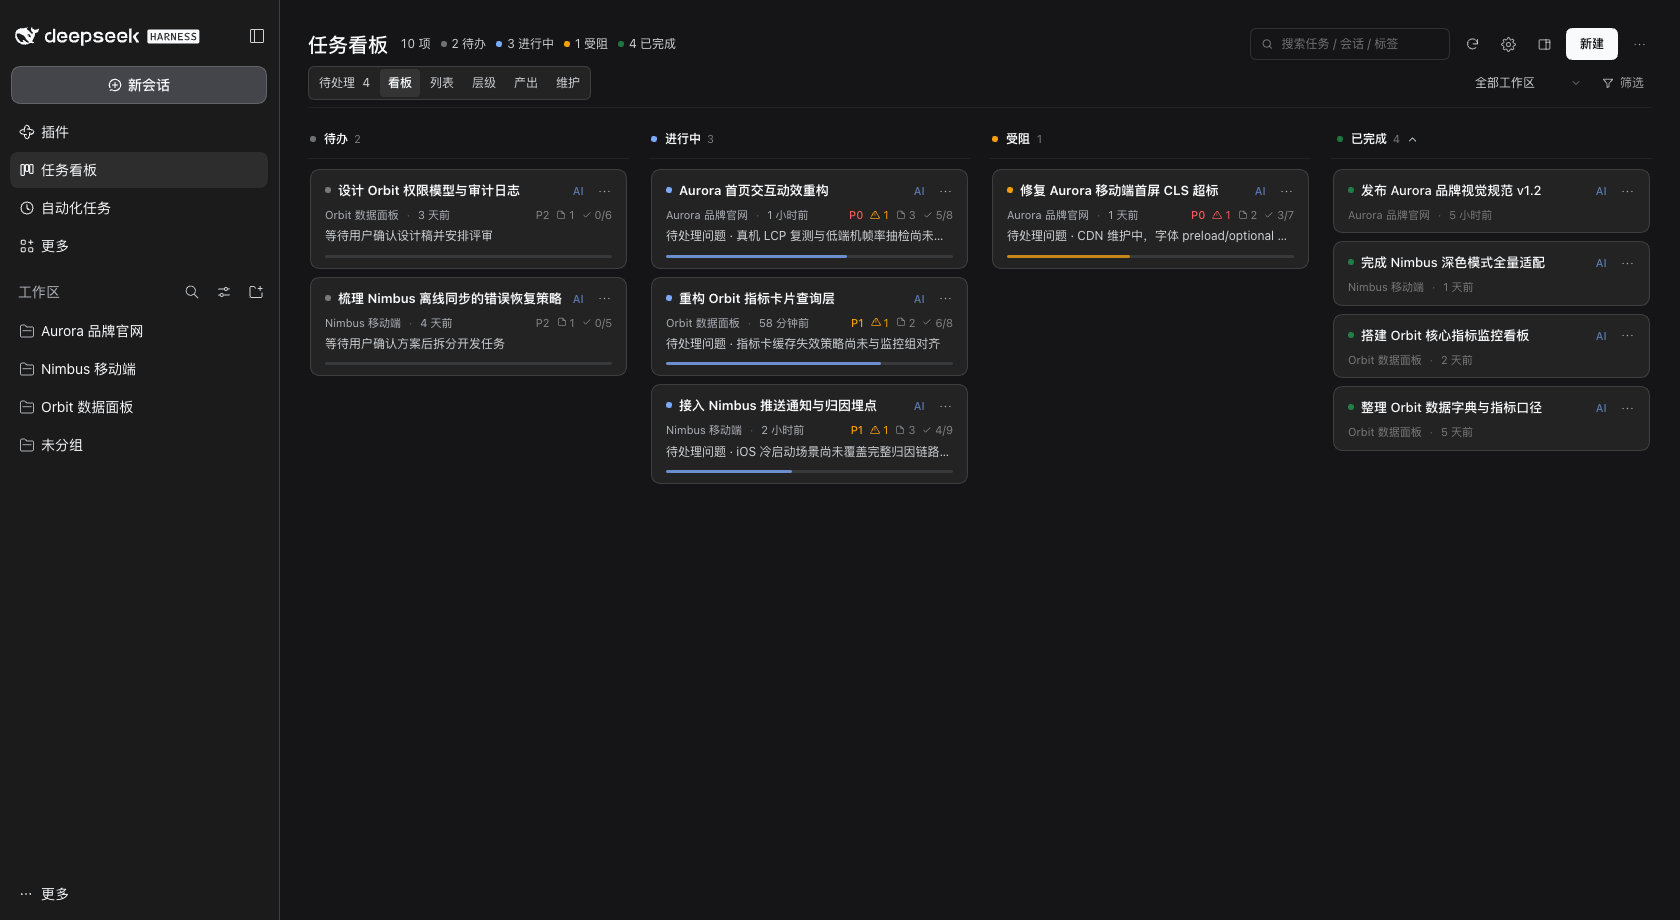 deepseek HARNESS
新会话
插件
任务看板
自动化任务
更多
工作区
Aurora 品牌官网
Nimbus 移动端
Orbit 数据面板
未分组
更多
任务看板 10 项 2 待办 3 进行中 1 受阻 4 已完成
搜索任务 / 会话 / 标签
新建
待处理 4 看板 列表 层级 产出 维护
全部工作区 筛选
待办 2
设计 Orbit 权限模型与审计日志 AI
Orbit 数据面板 · 3 天前 P2 1 0/6
等待用户确认设计稿并安排评审
梳理 Nimbus 离线同步的错误恢复策略 AI
Nimbus 移动端 · 4 天前 P2 1 0/5
等待用户确认方案后拆分开发任务
进行中 3
Aurora 首页交互动效重构 AI
Aurora 品牌官网 · 1 小时前 P0 1 3 5/8
待处理问题 · 真机 LCP 复测与低端机帧率抽检尚未...
重构 Orbit 指标卡片查询层 AI
Orbit 数据面板 · 58 分钟前 P1 1 2 6/8
待处理问题 · 指标卡缓存失效策略尚未与监控组对齐
接入 Nimbus 推送通知与归因埋点 AI
Nimbus 移动端 · 2 小时前 P1 1 3 4/9
待处理问题 · iOS 冷启动场景尚未覆盖完整归因链路...
受阻 1
修复 Aurora 移动端首屏 CLS 超标 AI
Aurora 品牌官网 · 1 天前 P0 1 2 3/7
待处理问题 · CDN 维护中，字体 preload/optional ...
已完成 4
发布 Aurora 品牌视觉规范 v1.2 AI
Aurora 品牌官网 · 5 小时前
完成 Nimbus 深色模式全量适配 AI
Nimbus 移动端 · 1 天前
搭建 Orbit 核心指标监控看板 AI
Orbit 数据面板 · 2 天前
整理 Orbit 数据字典与指标口径 AI
Orbit 数据面板 · 5 天前